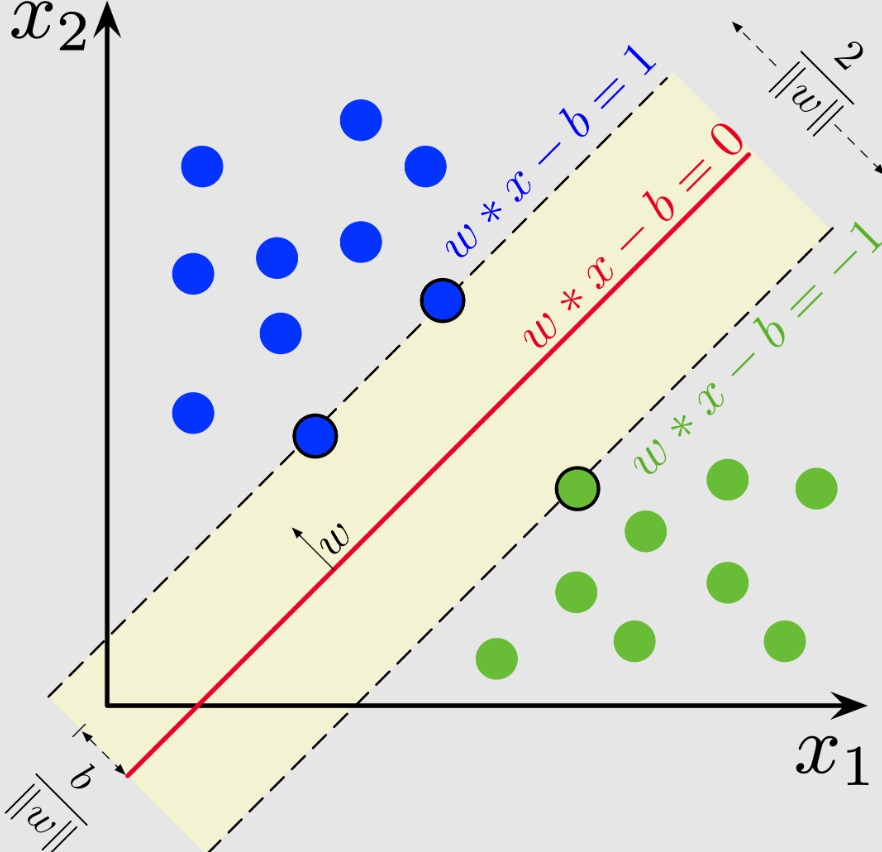 x₂
w * x − b = 1
2
‖w‖
w * x − b = 0
w * x − b = −1
w
x₁
b
‖w‖